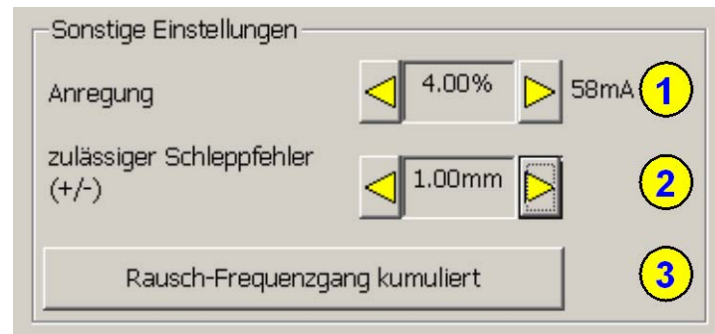 Sonstige Einstellungen
Anregung 4.00% 58mA 1
zulässiger Schleppfehler
(+/-) 1.00mm 2
Rausch-Frequenzgang kumuliert 3